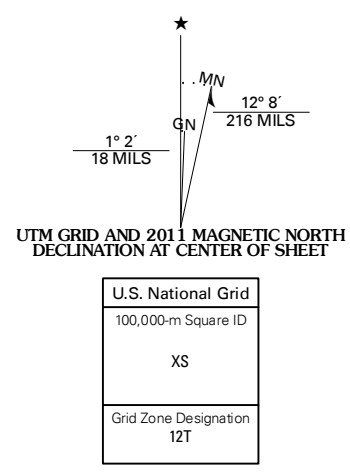 ★
MN
GN
12° 8´
216 MILS
1° 2´
18 MILS
UTM GRID AND 2011 MAGNETIC NORTH
DECLINATION AT CENTER OF SHEET
U.S. National Grid
100,000-m Square ID
XS
Grid Zone Designation
12T